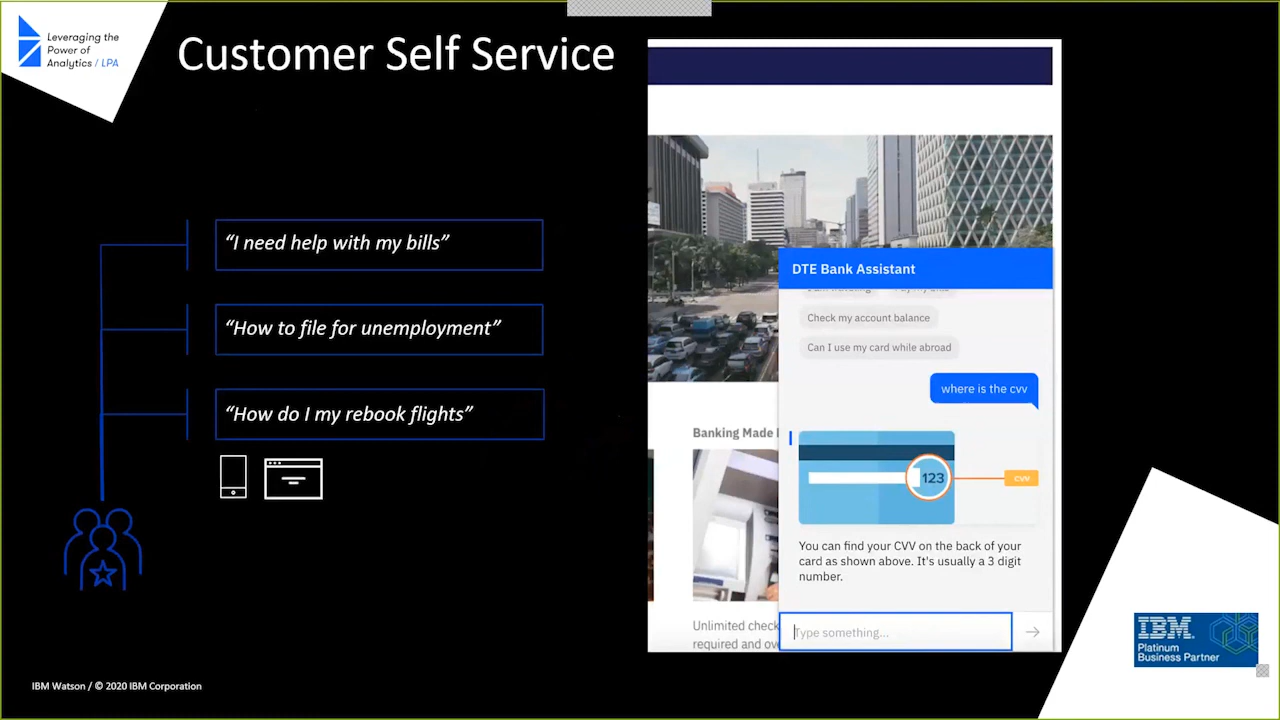 Leveraging the
Power of
Analytics / LPA
Customer Self Service
“I need help with my bills”
“How to file for unemployment”
“How do I my rebook flights”
IBM Watson / © 2020 IBM Corporation
DTE Bank Assistant
Check my account balance
Can I use my card while abroad
where is the cvv
123
cvv
You can find your CVV on the back of your
card as shown above. It's usually a 3 digit
number.
Type something...
Banking Made
Unlimited check
required and
IBM.
Platinum
Business Partner